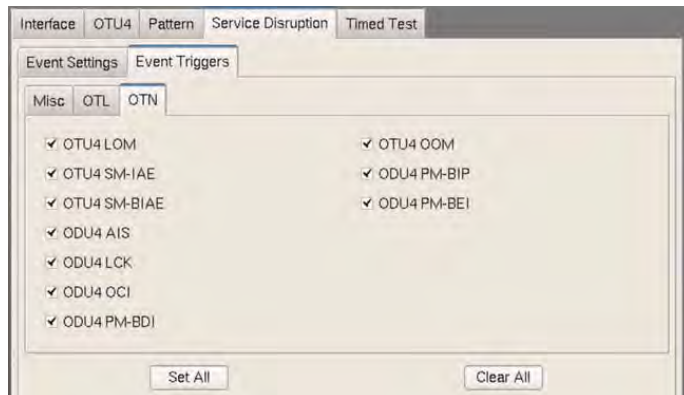 Interface OTU4 Pattern Service Disruption Timed Test
Event Settings Event Triggers
Misc OTL OTN
OTU4 LOM OTU4 OOM
OTU4 SM-IAE ODU4 PM-BIP
OTU4 SM-BIAE ODU4 PM-BEI
ODU4 AIS
ODU4 LCK
ODU4 OCI
ODU4 PM-BDI
Set All Clear All